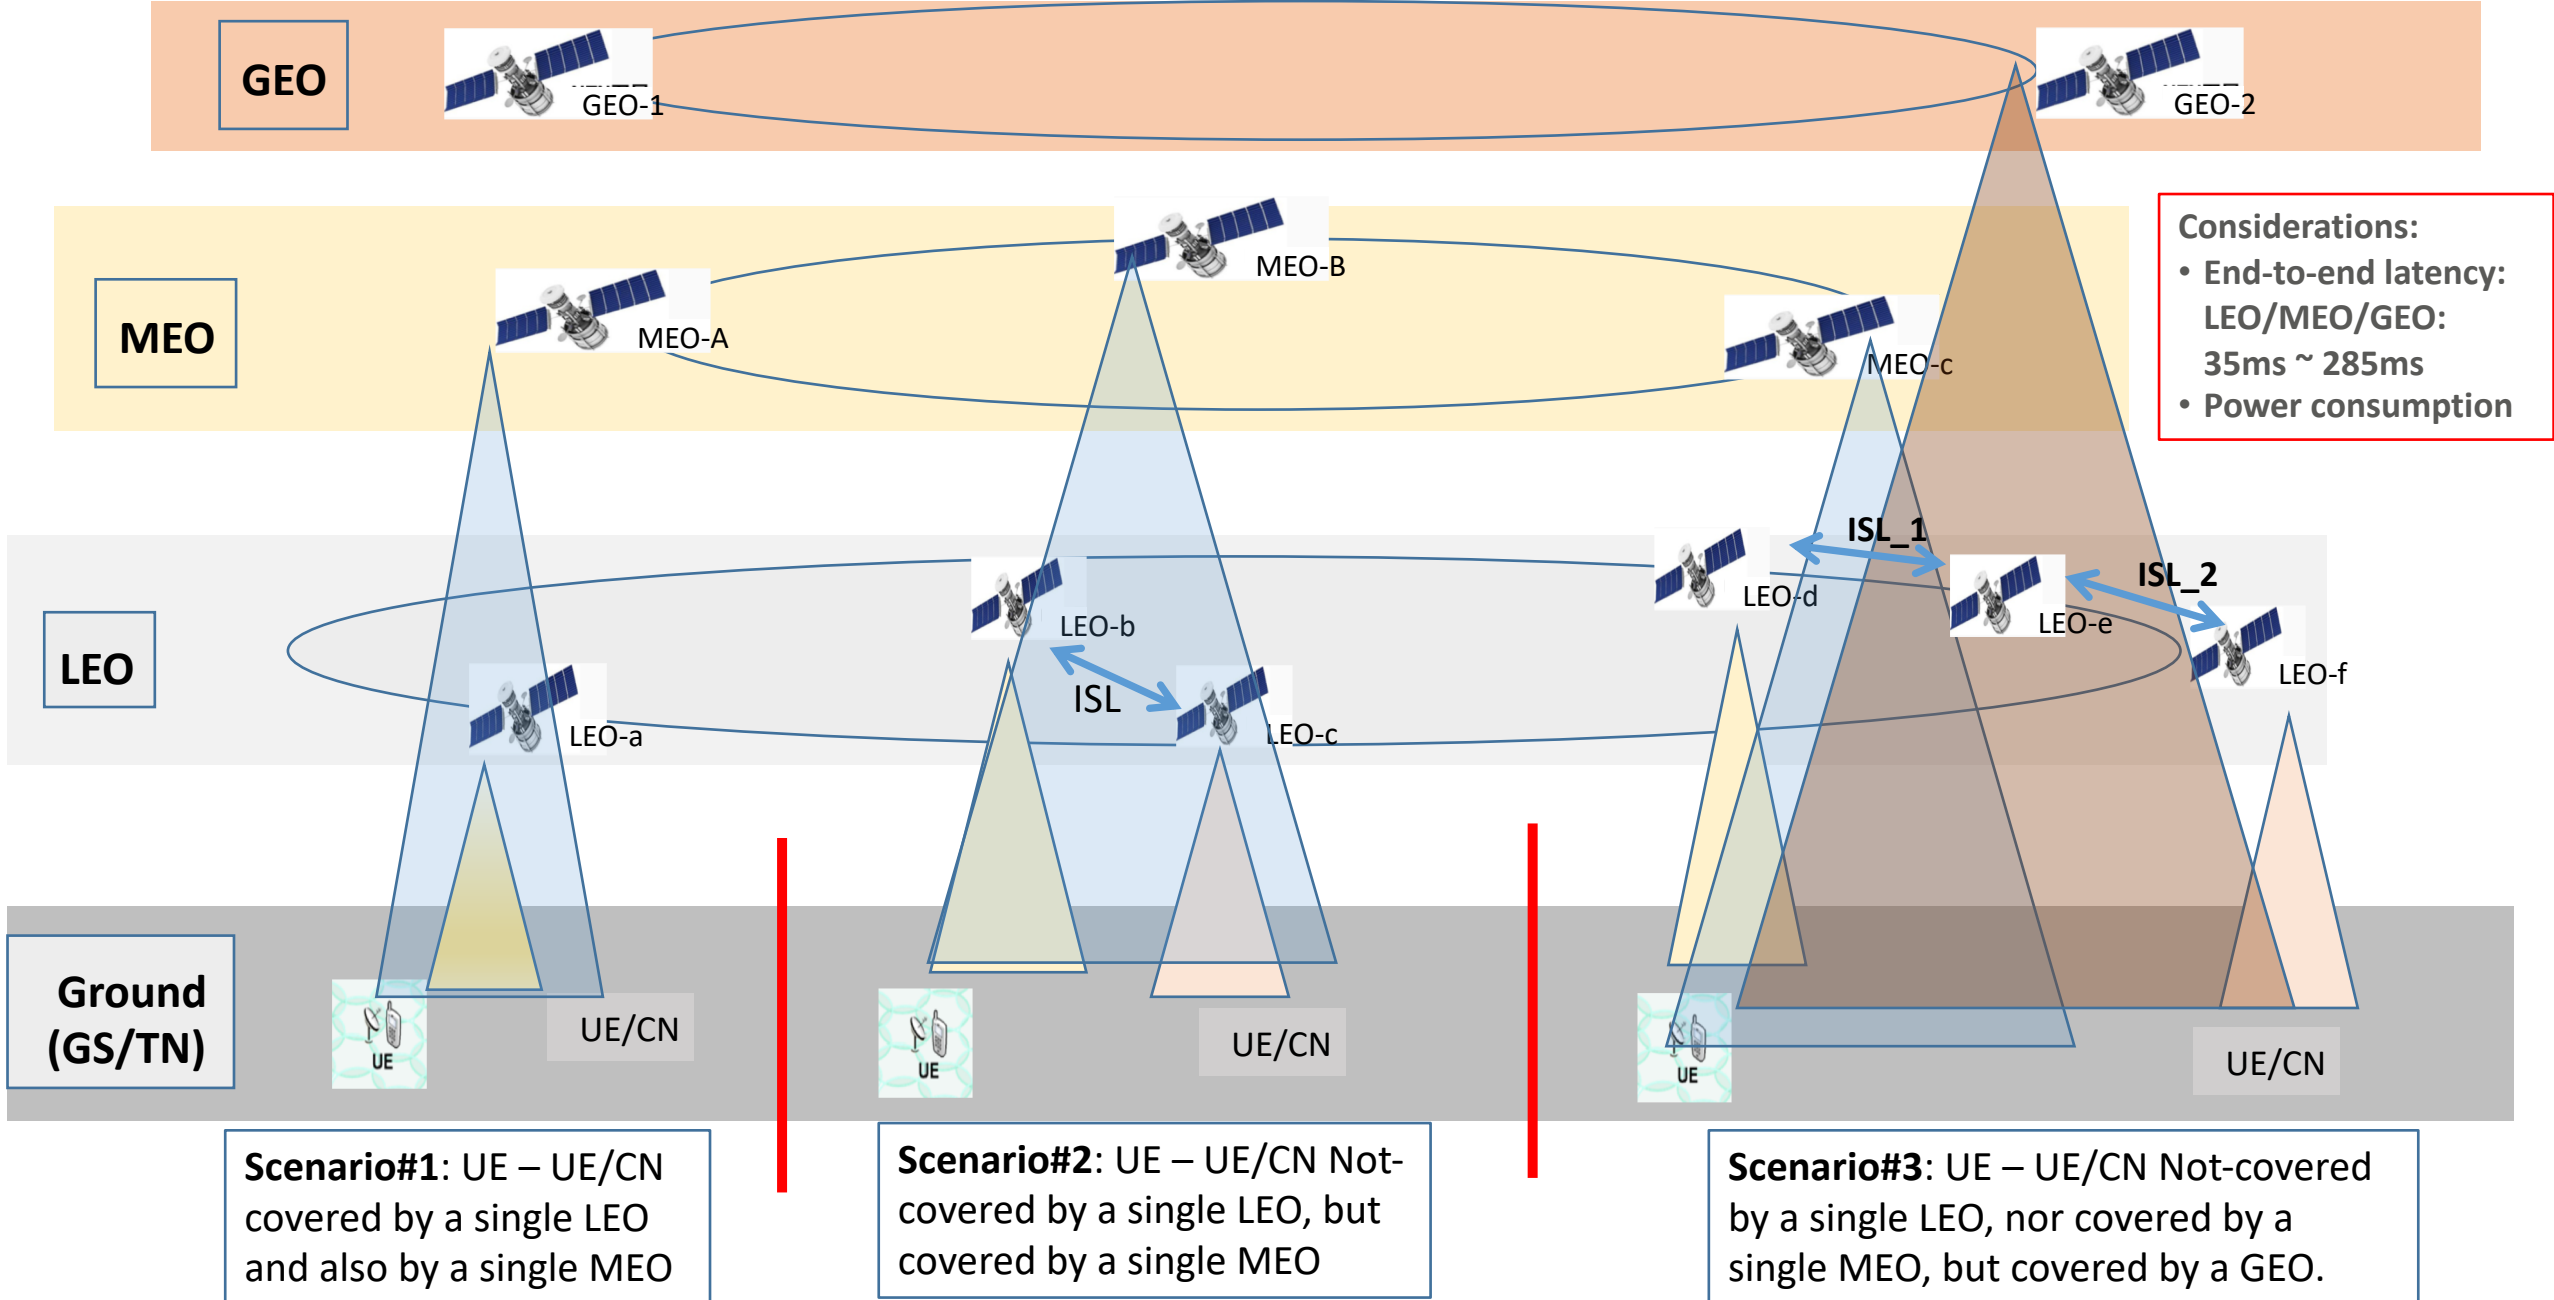 GEO
GEO-1
GEO-2
Considerations:
• End-to-end latency:
LEO/MEO/GEO:
35ms ~ 285ms
• Power consumption
MEO
MEO-A
MEO-B
MEO-c
LEO
LEO-a
LEO-b
ISL
LEO-c
LEO-d
ISL_1
LEO-e
ISL_2
LEO-f
Ground
(GS/TN)
UE
UE/CN
UE
UE/CN
UE
UE/CN
Scenario#1: UE – UE/CN
covered by a single LEO
and also by a single MEO
Scenario#2: UE – UE/CN Not-
covered by a single LEO, but
covered by a single MEO
Scenario#3: UE – UE/CN Not-covered
by a single LEO, nor covered by a
single MEO, but covered by a GEO.